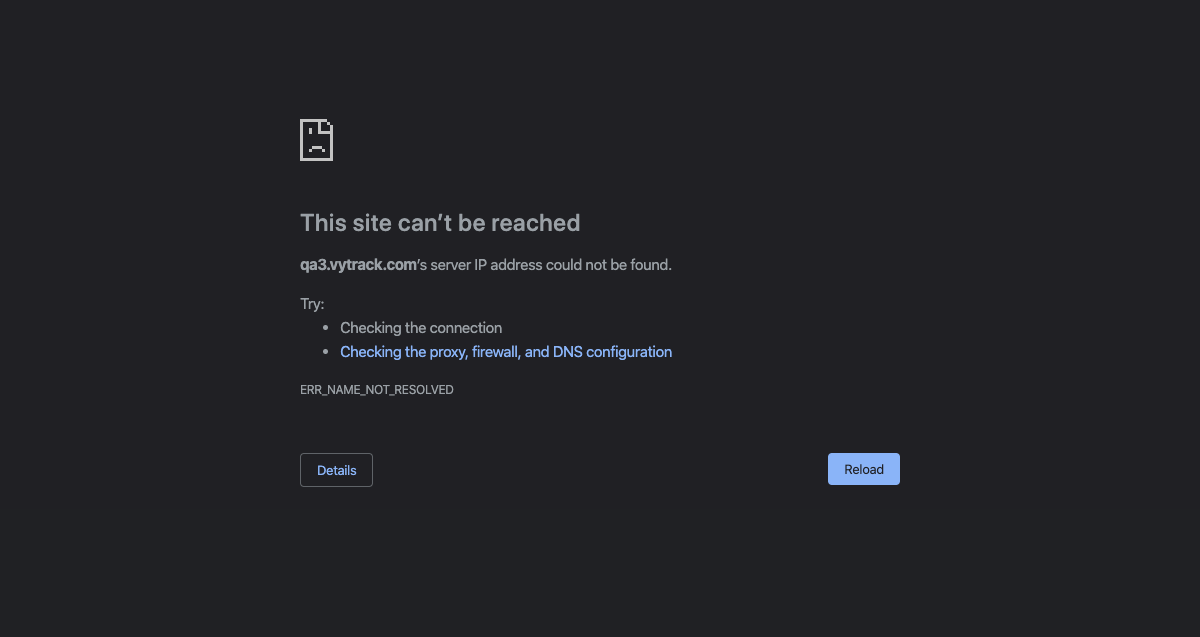 This site can’t be reached
qa3.vytrack.com’s server IP address could not be found.
Try:
• Checking the connection
• Checking the proxy, firewall, and DNS configuration
ERR_NAME_NOT_RESOLVED
Details
Reload